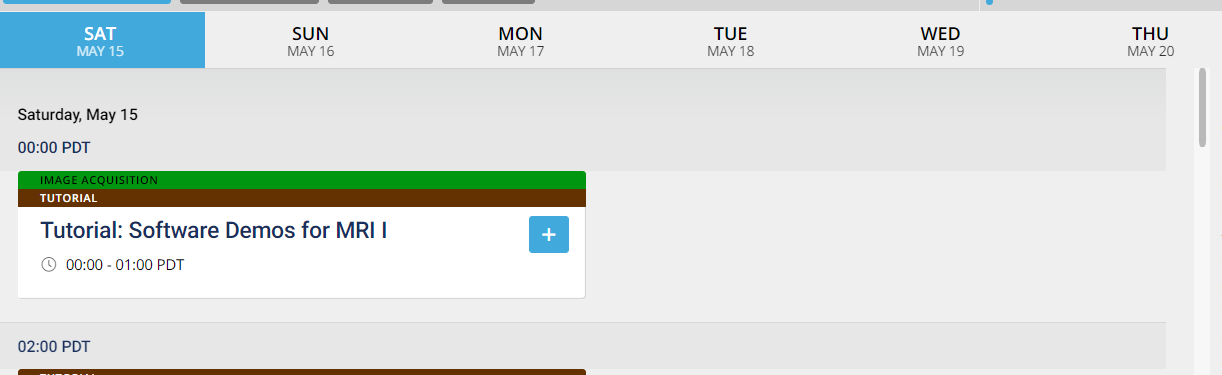 SAT
MAY 15
SUN
MAY 16
MON
MAY 17
TUE
MAY 18
WED
MAY 19
THU
MAY 20
Saturday, May 15
00:00 PDT
IMAGE ACQUISITION
TUTORIAL
Tutorial: Software Demos for MRI I
+
00:00 - 01:00 PDT
02:00 PDT
TUTORIAL